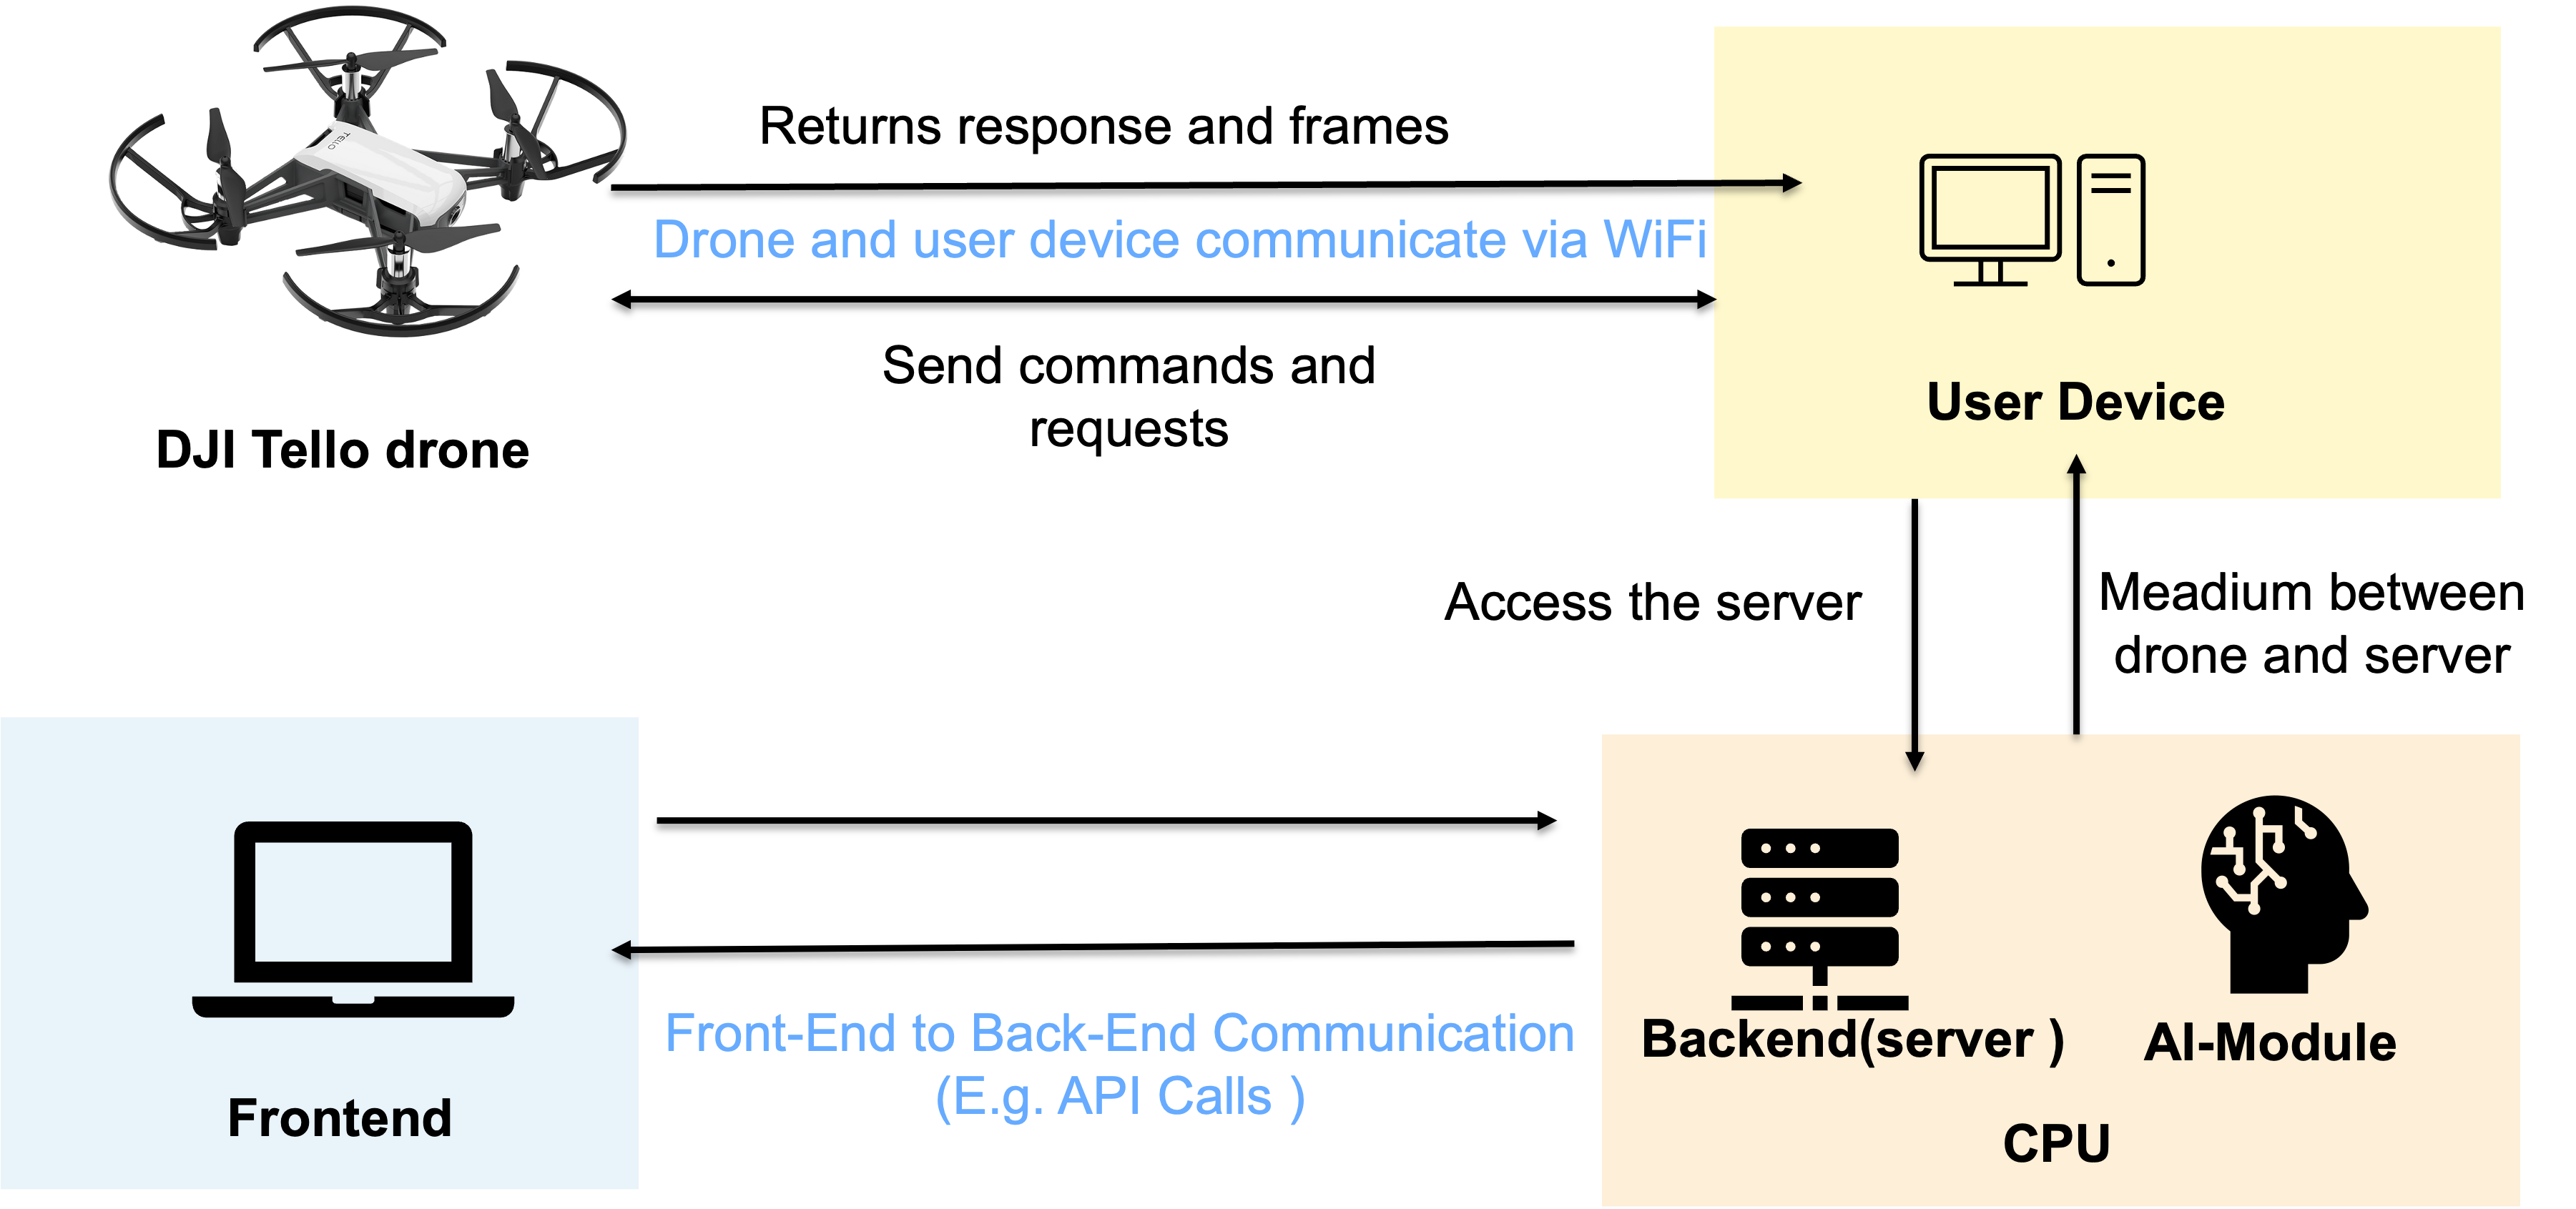 TELLO
Returns response and frames
Drone and user device communicate via WiFi
Send commands and
requests
DJI Tello drone
User Device
Access the server
Meadium between
drone and server
Front-End to Back-End Communication
(E.g. API Calls )
Frontend
Backend(server )
AI-Module
CPU